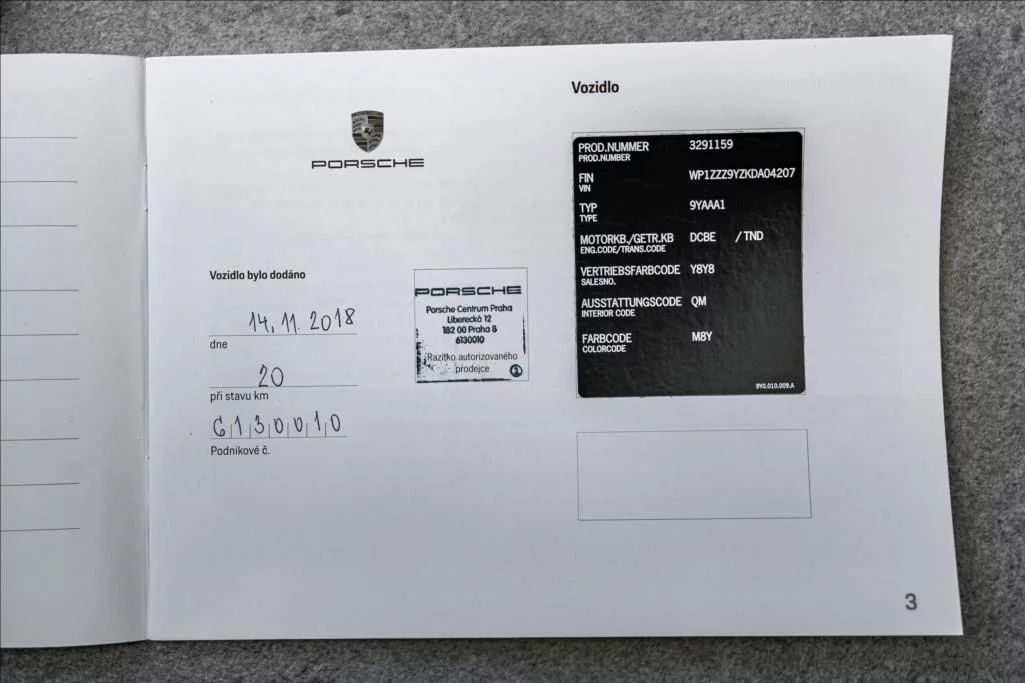 PORSCHE
Vozidlo bylo dodáno
14.11.2018
dne
20
při stavu km
6130010
Podnikové č.
PORSCHE
Porsche Centrum Praha
Liberecká 12
182 00 Praha 8
6130010
Razítko autorizovaného
prodejce
1
Vozidlo
PROD.NUMMER 3291159
PROD.NUMBER
FIN WP1ZZZ9YZKDA04207
VIN
TYP 9YAAA1
TYPE
MOTORKB./GETR.KB DCBE / TND
ENG.CODE/TRANS.CODE
VERTRIEBSFARBCODE Y8Y8
SALESNO.
AUSSTATTUNGSCODE QM
INTERIOR CODE
FARBCODE M8Y
COLORCODE
9Y0.010.009.A
3